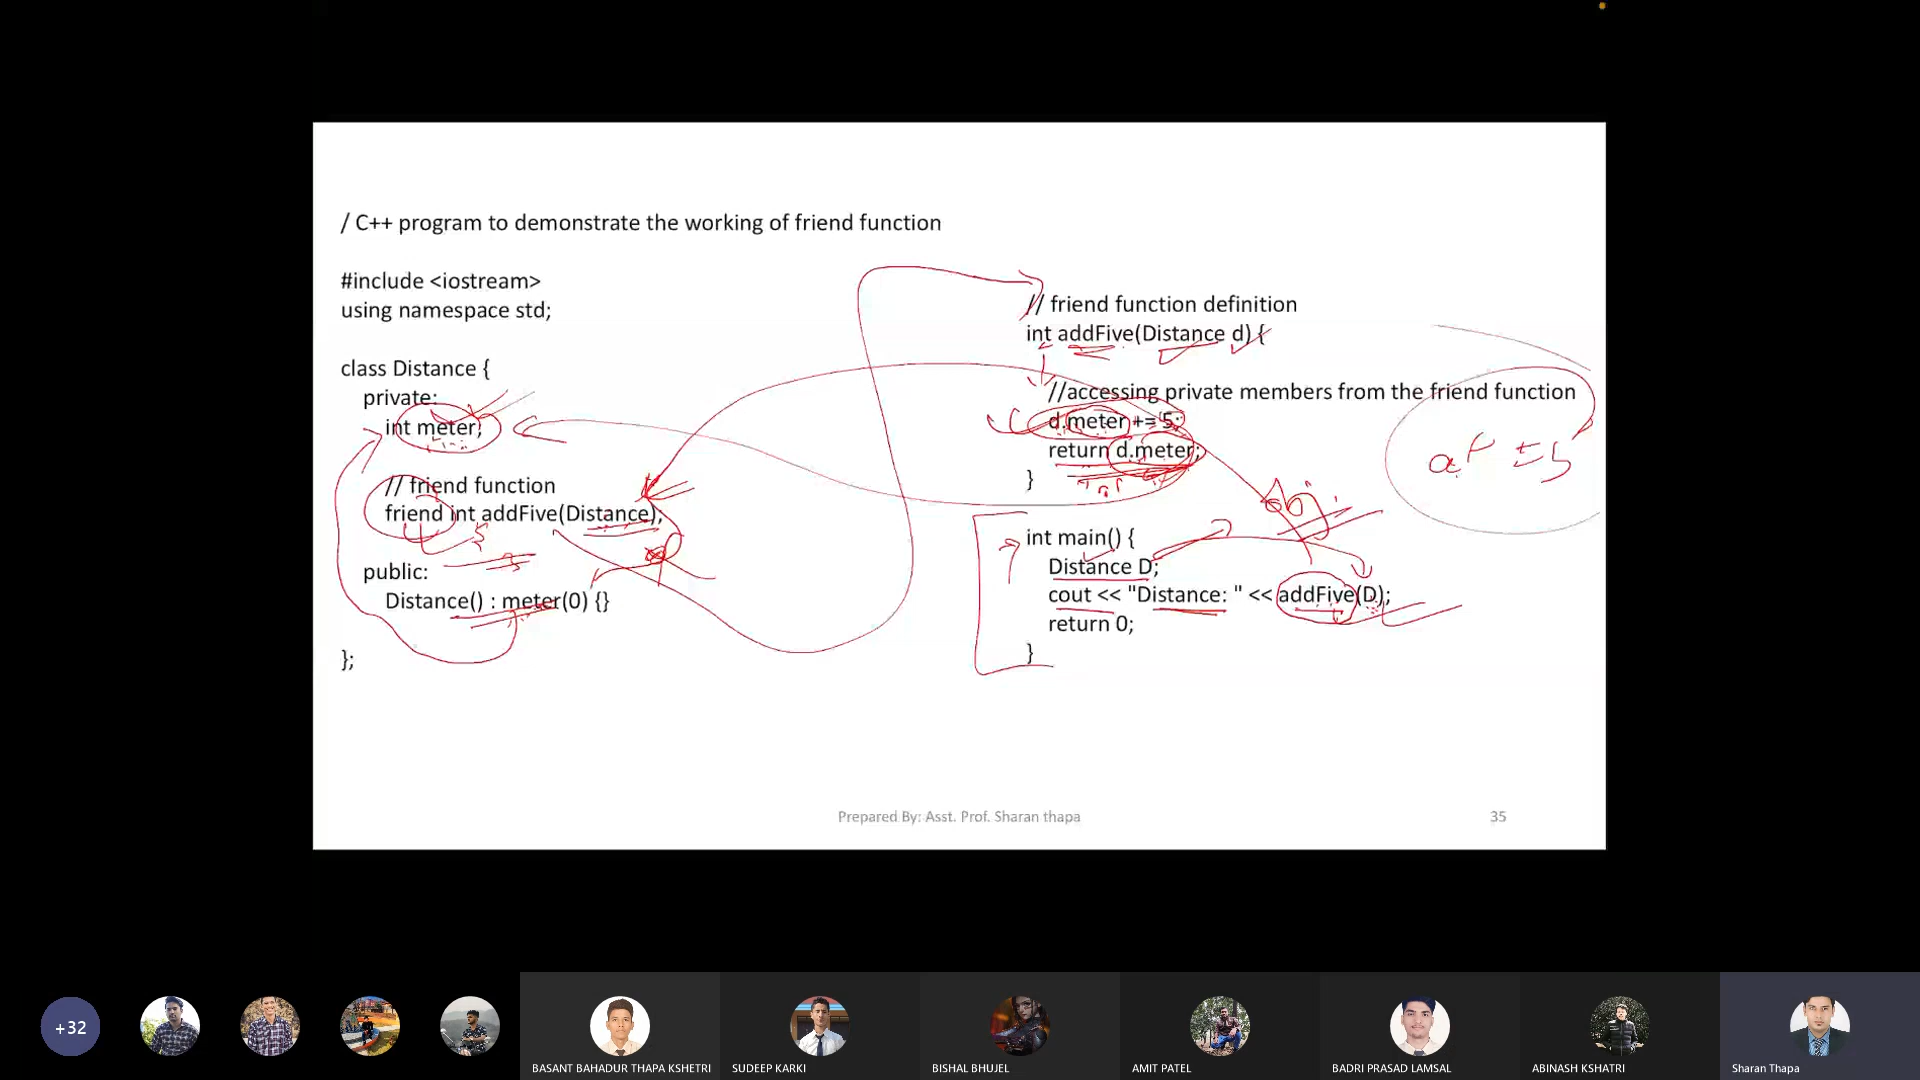 / C++ program to demonstrate the working of friend function
#include <iostream>
using namespace std;
class Distance {
private:
int meter;
// friend function
friend int addFive(Distance);
public:
Distance() : meter(0) {}
};
// friend function definition
int addFive(Distance d) {
//accessing private members from the friend function
d.meter += 5;
return d.meter;
}
int main() {
Distance D;
cout << "Distance: " << addFive(D);
return 0;
}
obj
Prepared By: Asst. Prof. Sharan thapa
35
+32
BASANT BAHADUR THAPA KSHETRI
SUDEEP KARKI
BISHAL BHUJEL
AMIT PATEL
BADRI PRASAD LAMSAL
ABINASH KSHATRI
Sharan Thapa